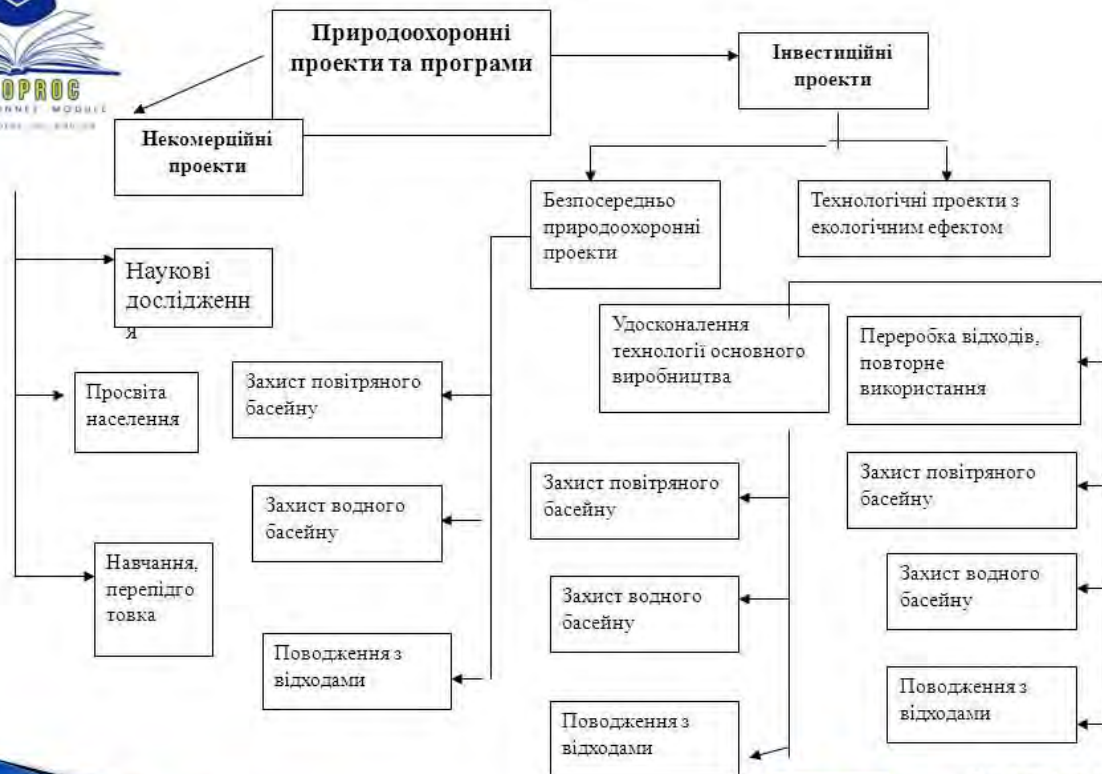 Природоохоронні
проекти та програми
Інвестиційні
проекти
OPROC
Некомерційні
проекти
Безпосередньо
природоохоронні
проекти
Технологічні проекти з
екологічним ефектом
Наукові
дослідженн
я
Удосконалення
технології основного
виробництва
Переробка відходів,
повторне
використання
Просвіта
населення
Захист повітряного
басейну
Захист повітряного
басейну
Захист повітряного
басейну
Захист водного
басейну
Навчання,
перепідго
товка
Захист водного
басейну
Захист водного
басейну
Поводження з
відходами
Поводження з
відходами
Поводження з
відходами